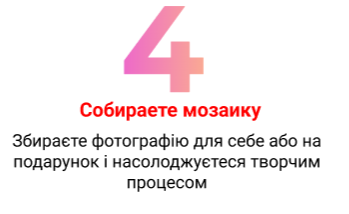 4
Собираете мозаику
Збираєте фотографію для себе або на
подарунок і насолоджуєтеся творчим
процесом